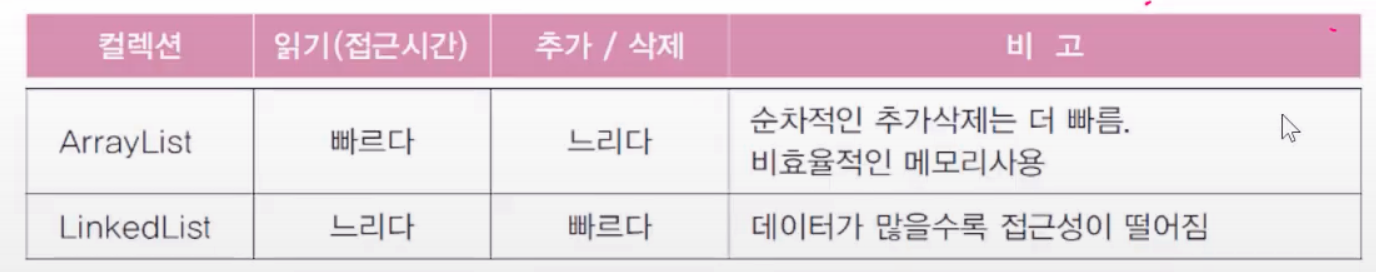 컬렉션 읽기(접근시간) 추가 / 삭제 비 고
ArrayList 빠르다 느리다 순차적인 추가삭제는 더 빠름.
비효율적인 메모리사용
LinkedList 느리다 빠르다 데이터가 많을수록 접근성이 떨어짐